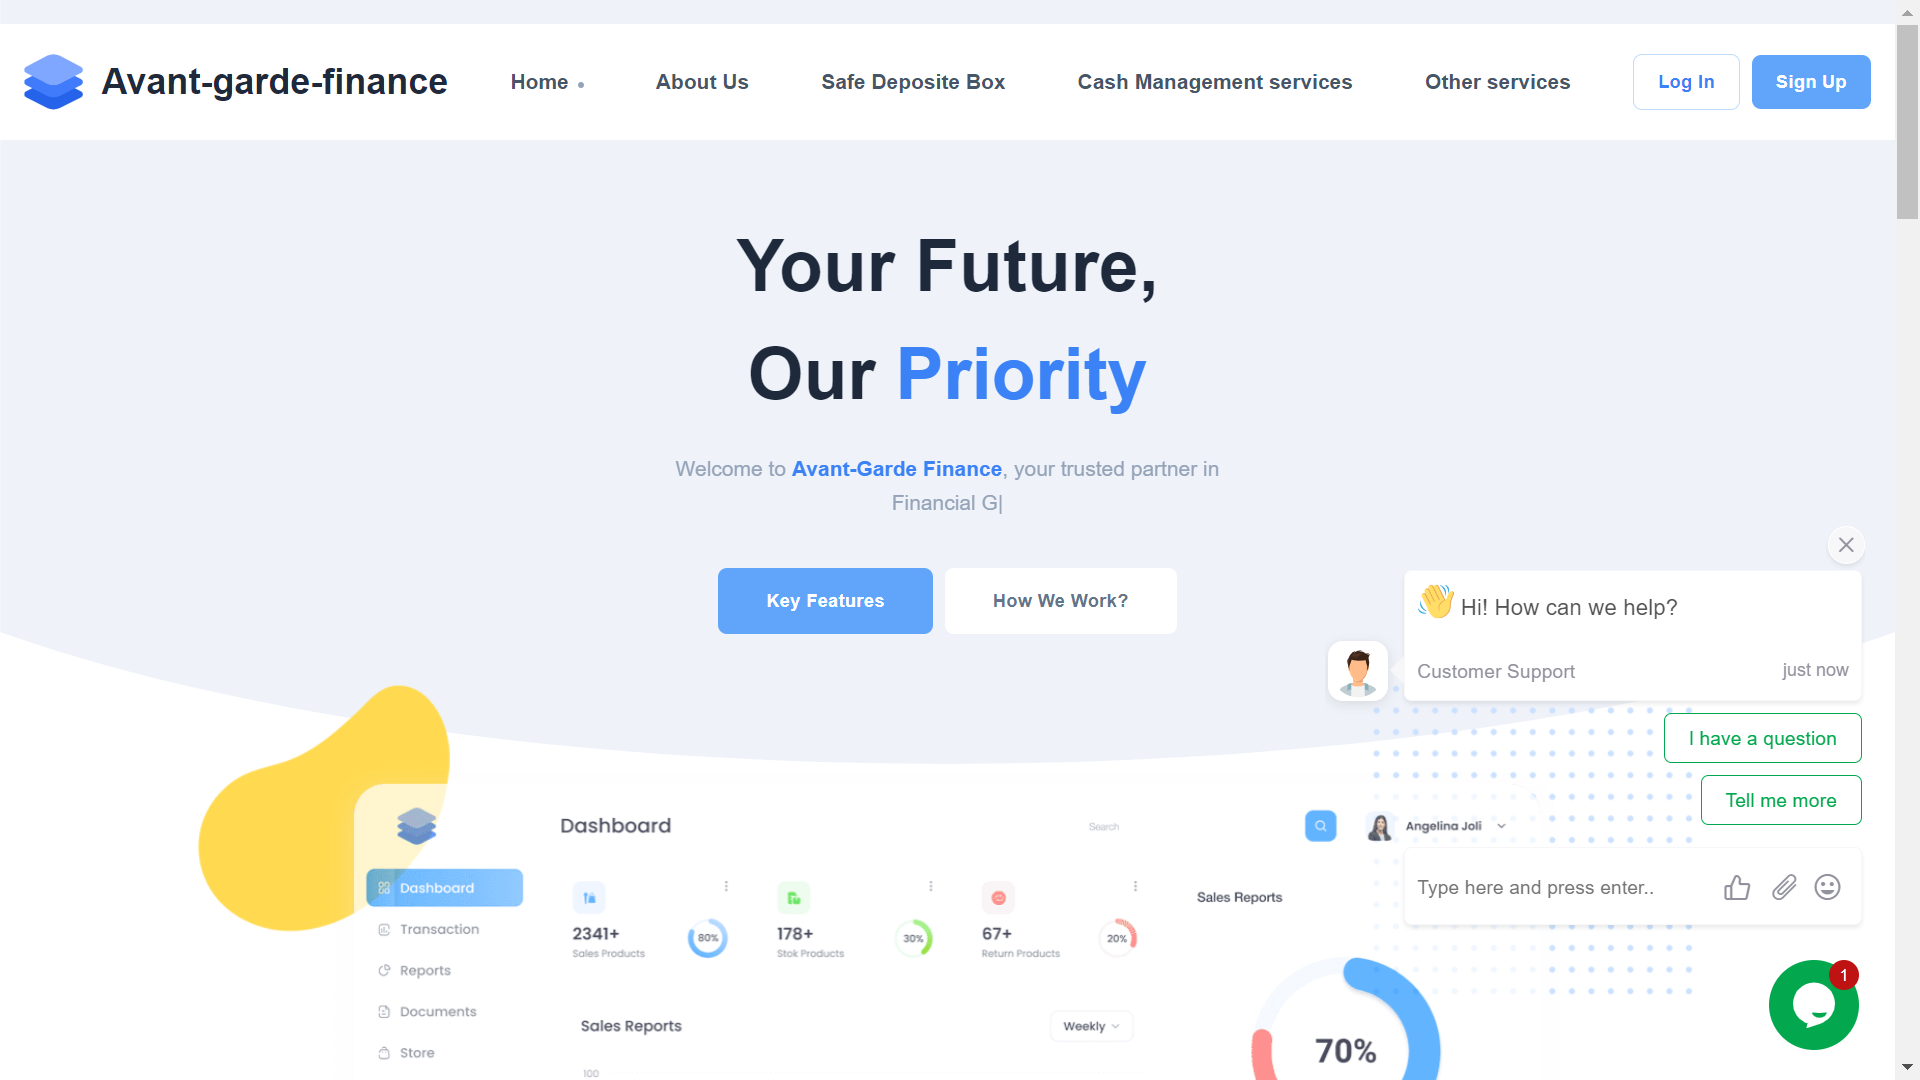 Avant-garde-finance
Home
About Us
Safe Deposite Box
Cash Management services
Other services
Log In
Sign Up
Your Future,
Our Priority
Welcome to Avant-Garde Finance, your trusted partner in
Financial G|
Key Features
How We Work?
Hi! How can we help?
Customer Support
just now
I have a question
Tell me more
Type here and press enter..
1
Dashboard
Search
Angelina Joli
Dashboard
Transaction
Reports
Documents
Store
2341+
Sales Products
80%
178+
Stok Products
30%
67+
Return Products
20%
Sales Reports
70%
Sales Reports
Weekly
100